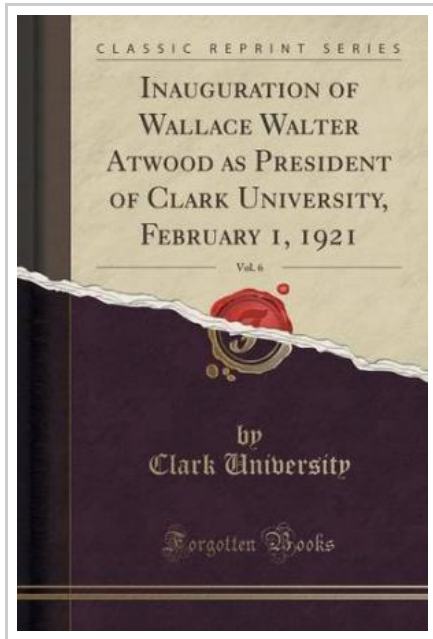 CLASSIC REPRINT SERIES
INAUGURATION OF
WALLACE WALTER
ATWOOD AS PRESIDENT
OF CLARK UNIVERSITY,
FEBRUARY 1, 1921
Vol. 6
by
Clark University
Forgotten Books